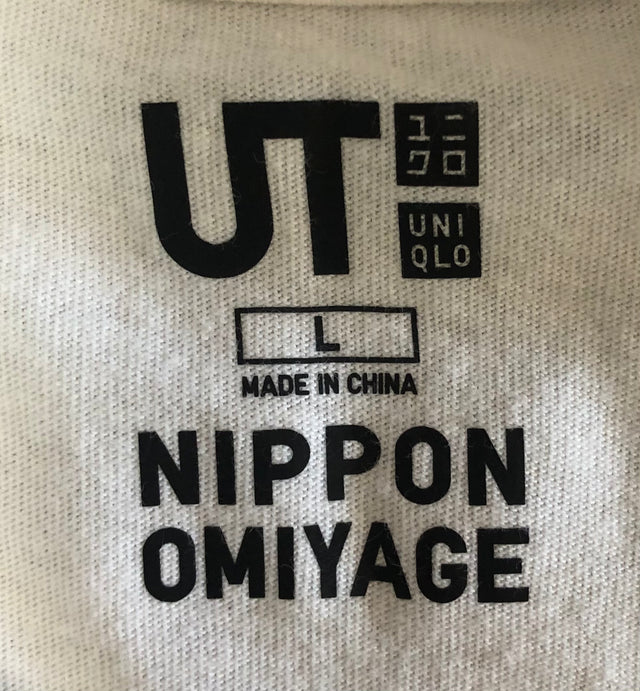 UT
ユニ
クロ
UNI
QLO
L
MADE IN CHINA
NIPPON
OMIYAGE